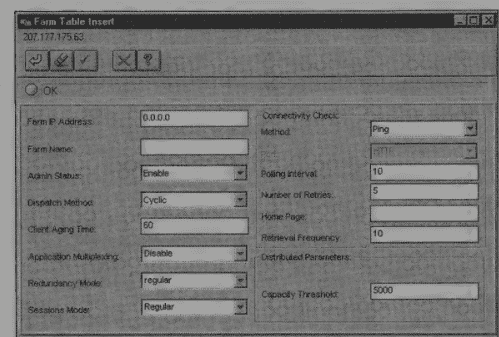 Farm Table Insert
207.177.175.63
OK
Farm IP Address: 0.0.0.0
Farm Name:
Admin Status: Enable
Dispatch Method: Cyclic
Client Aging Time: 60
Application Multiplexing: Disable
Redundancy Mode: regular
Sessions Mode: Regular
Connectivity Check:
Method: Ping
HTTP
Polling Interval: 10
Number of Retries: 5
Home Page:
Retrieval Frequency: 10
Distributed Parameters:
Capacity Threshold: 5000